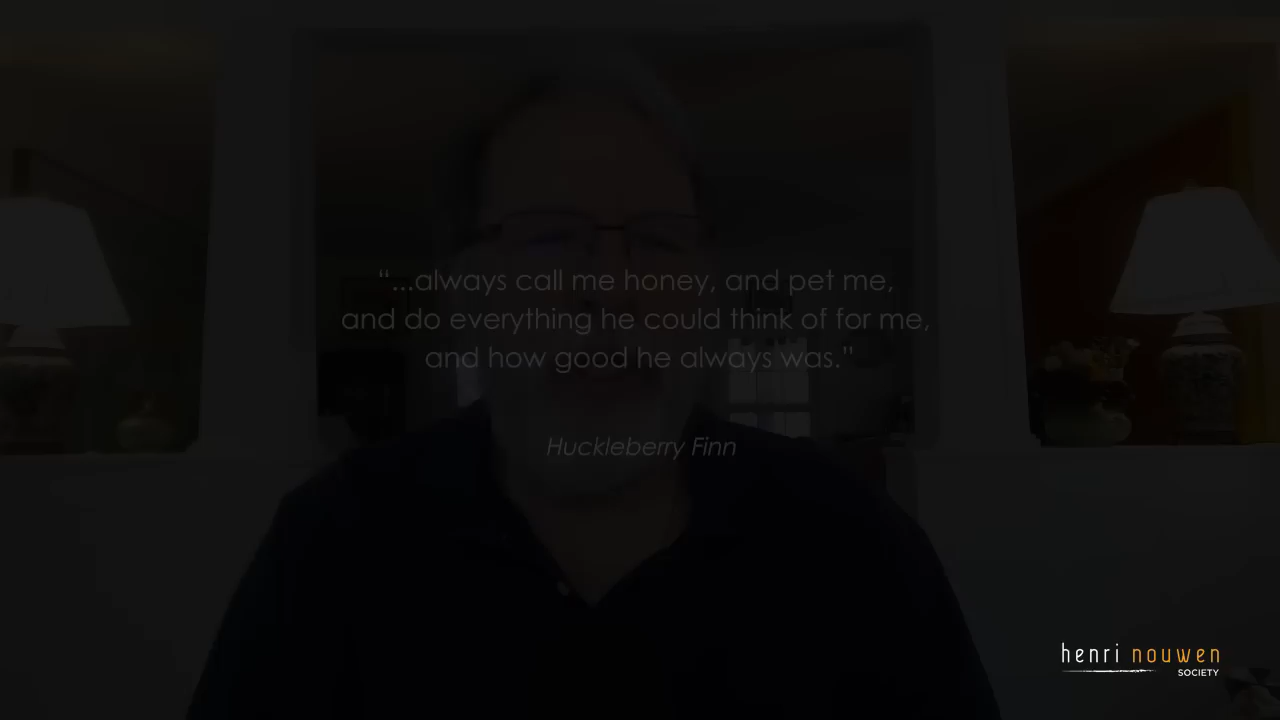 "...always call me honey, and pet me,
and do everything he could think of for me,
and how good he always was."
Huckleberry Finn
henri nouwen
SOCIETY